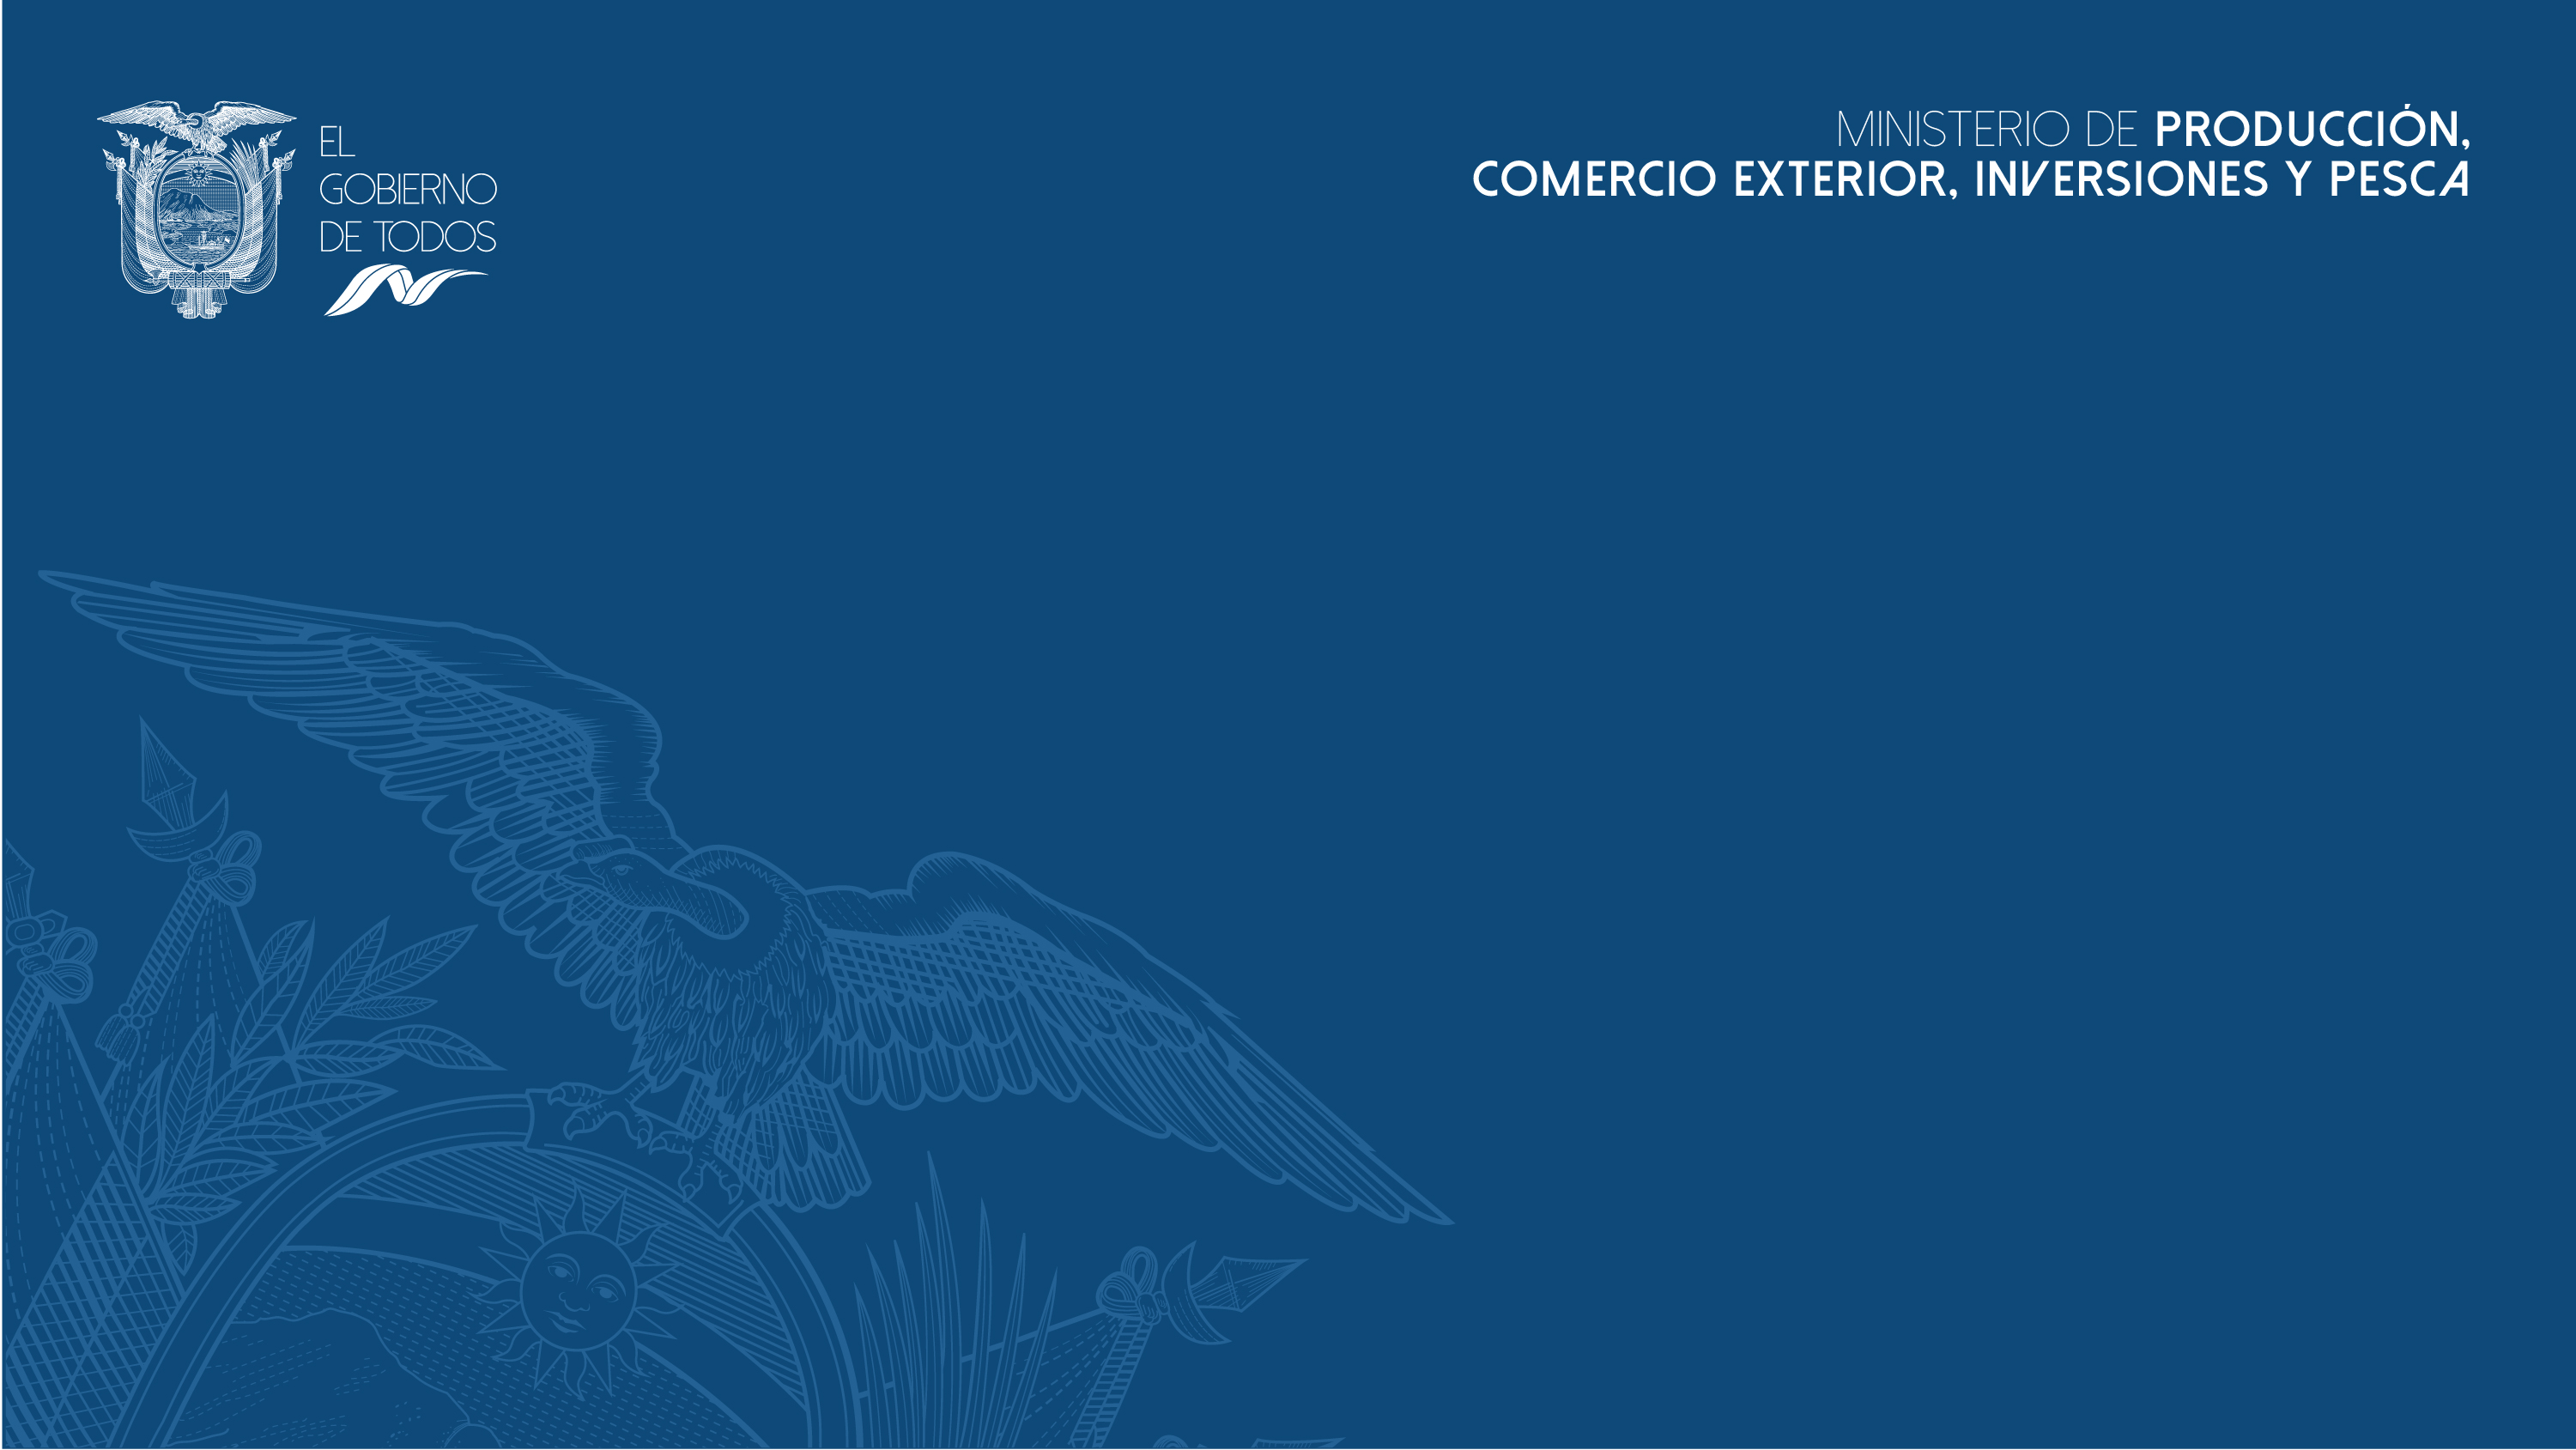 EL
GOBIERNO
DE TODOS
MINISTERIO DE PRODUCCIÓN,
COMERCIO EXTERIOR, INVERSIONES Y PESCA